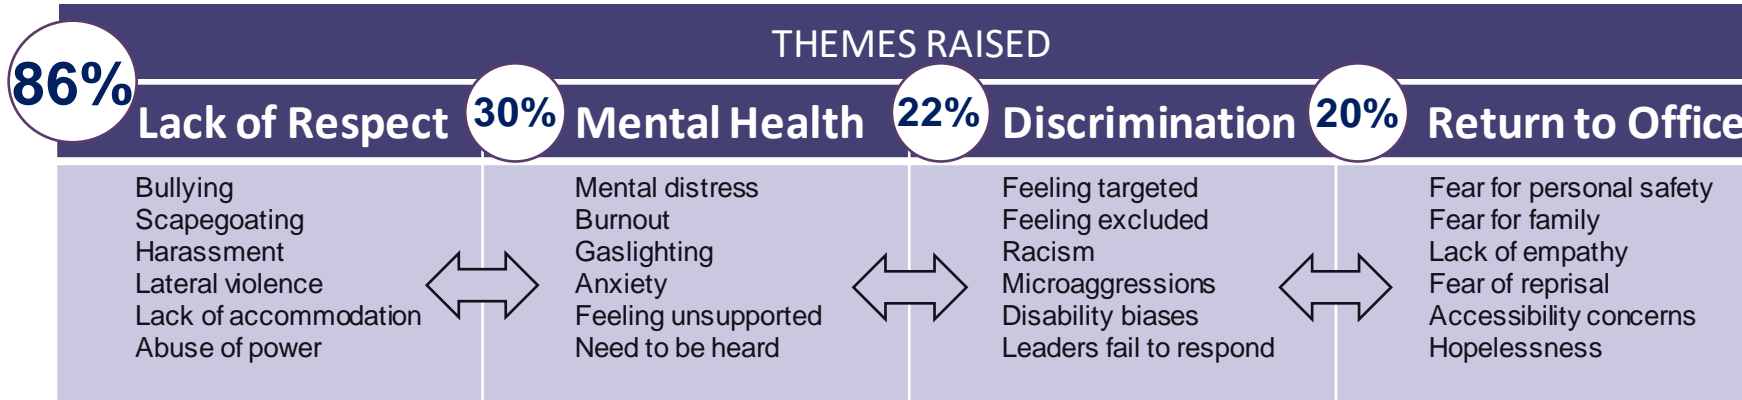 THEMES RAISED
86%
Lack of Respect
30%
Mental Health
22%
Discrimination
20%
Return to Office
Bullying
Scapegoating
Harassment
Lateral violence
Lack of accommodation
Abuse of power
Mental distress
Burnout
Gaslighting
Anxiety
Feeling unsupported
Need to be heard
Feeling targeted
Feeling excluded
Racism
Microaggressions
Disability biases
Leaders fail to respond
Fear for personal safety
Fear for family
Lack of empathy
Fear of reprisal
Accessibility concerns
Hopelessness